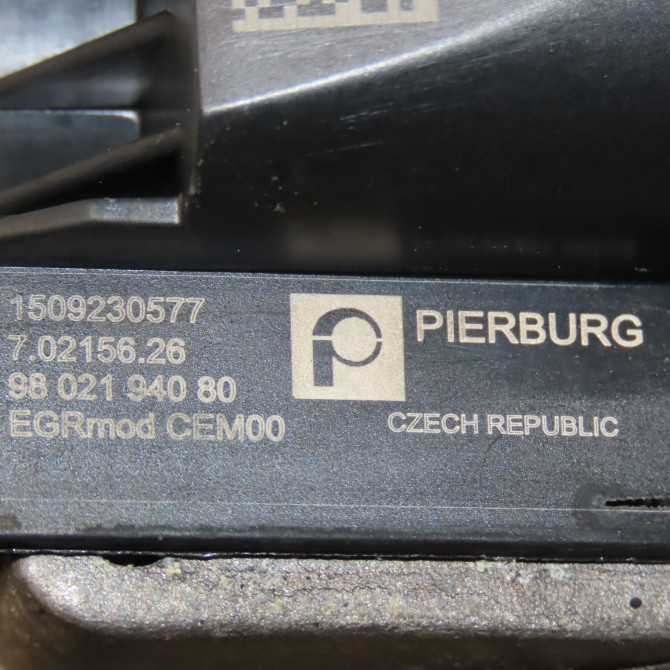 1509230577
7.02156.26
98 021 940 80
EGRmod CEM00
PIERBURG
CZECH REPUBLIC